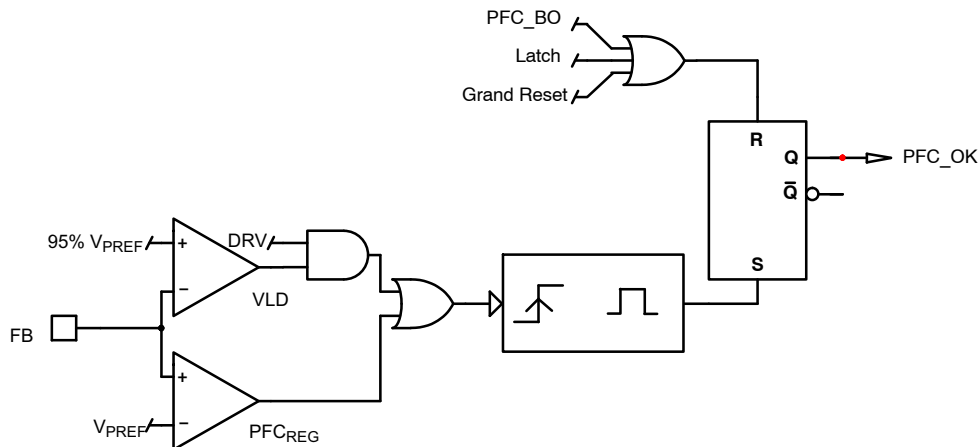 PFC_BO
Latch
Grand Reset
R
Q
PFC_OK
Q̅
S
95% VPREF
DRV
+
−
VLD
FB
+
−
VPREF
PFCREG